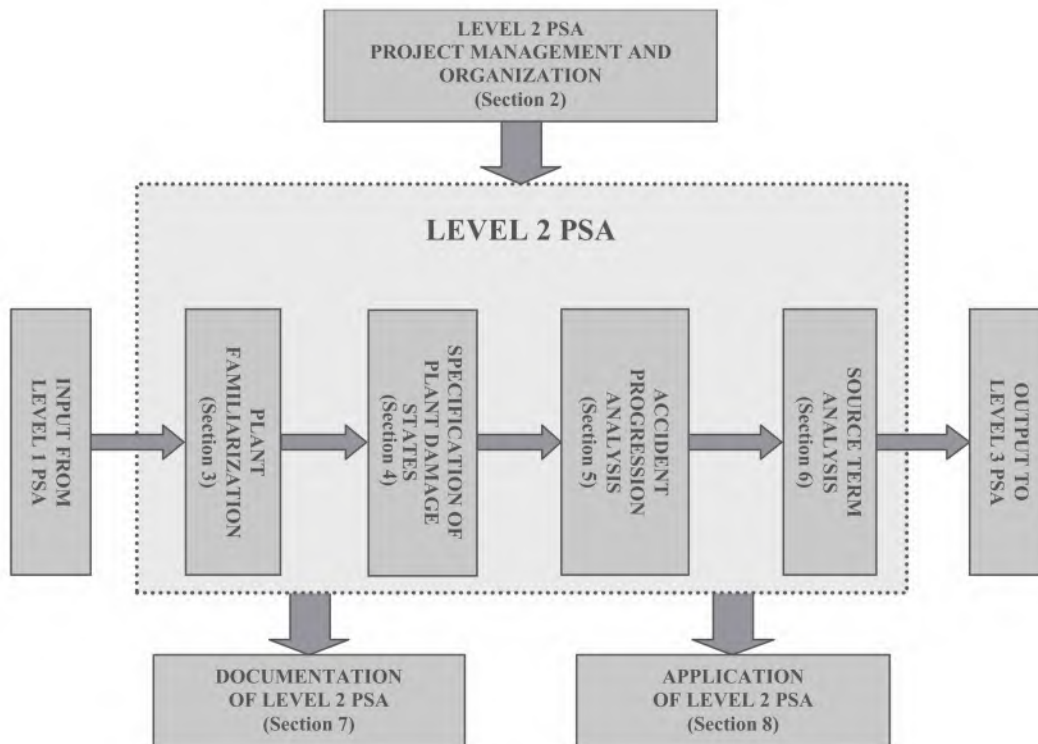 LEVEL 2 PSA
PROJECT MANAGEMENT AND
ORGANIZATION
(Section 2)
LEVEL 2 PSA
INPUT FROM
LEVEL 1 PSA
PLANT
FAMILIARIZATION
(Section 3)
SPECIFICATION OF
PLANT DAMAGE
STATES
(Section 4)
ACCIDENT
PROGRESSION
ANALYSIS
(Section 5)
SOURCE TERM
ANALYSIS
(Section 6)
OUTPUT TO
LEVEL 3 PSA
DOCUMENTATION
OF LEVEL 2 PSA
(Section 7)
APPLICATION
OF LEVEL 2 PSA
(Section 8)